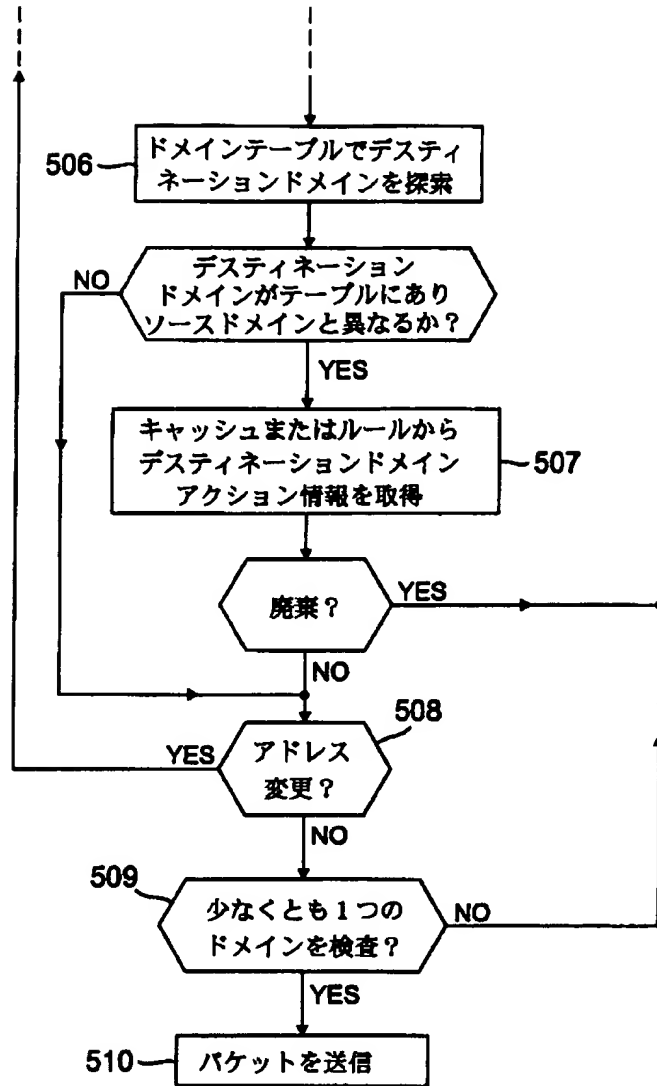 506
ドメインテーブルでデスティ
ネーションドメインを探索
デスティネーション
ドメインがテーブルにあり
ソースドメインと異なるか？
NO
YES
キャッシュまたはルールから
デスティネーションドメイン
アクション情報を取得
507
廃棄？
YES
NO
508
アドレス
変更？
YES
NO
509
少なくとも１つの
ドメインを検査？
NO
YES
510
パケットを送信